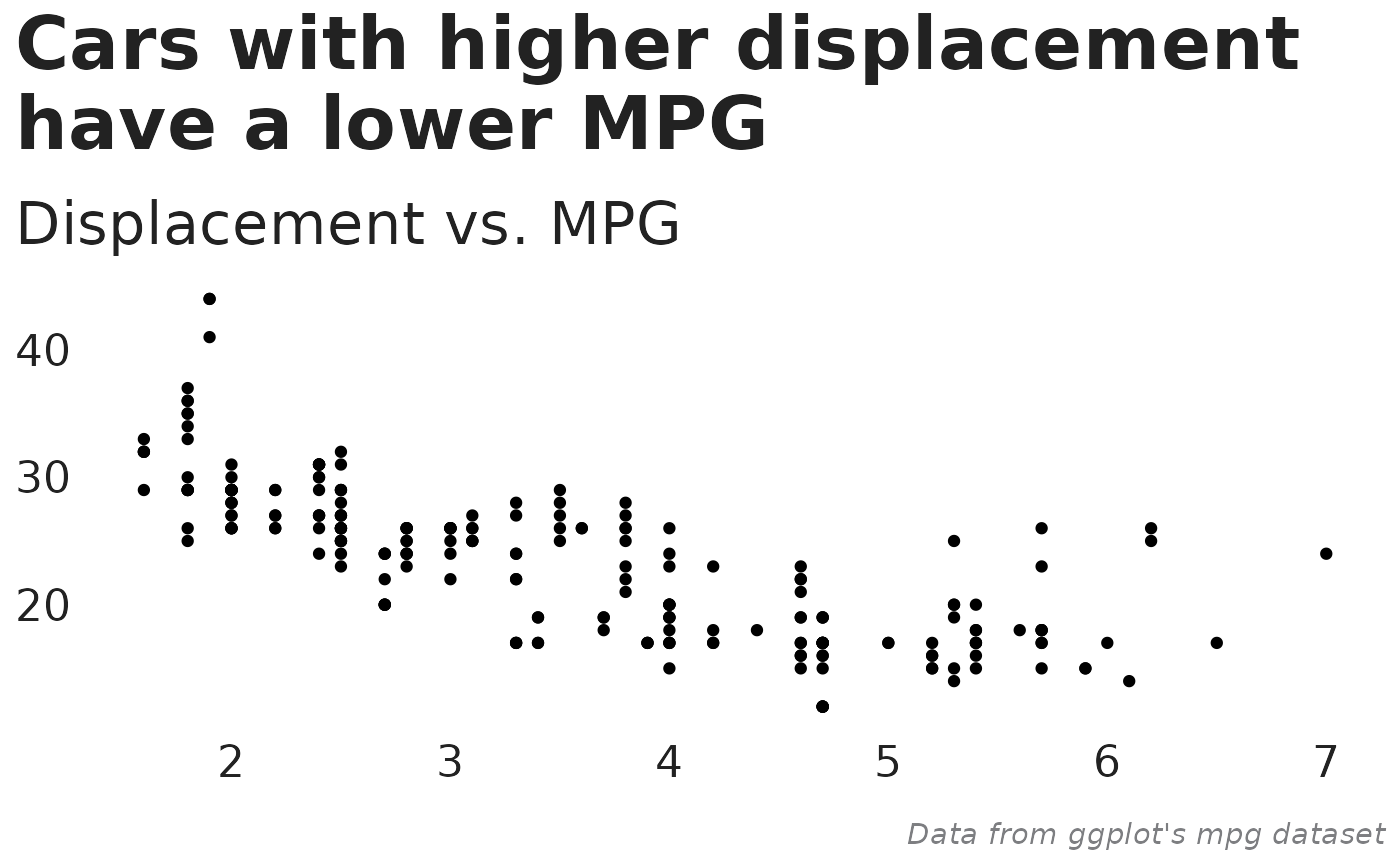 Cars with higher displacement
have a lower MPG
Displacement vs. MPG
40
30
20
2 3 4 5 6 7
Data from ggplot's mpg dataset